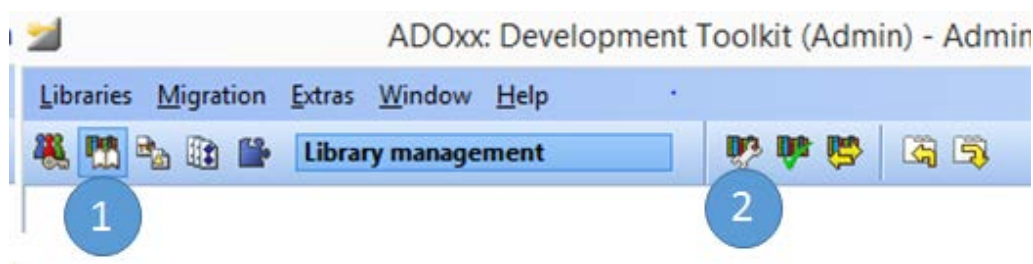 ADOxx: Development Toolkit (Admin) - Admin
Libraries Migration Extras Window Help
Library management
1 2